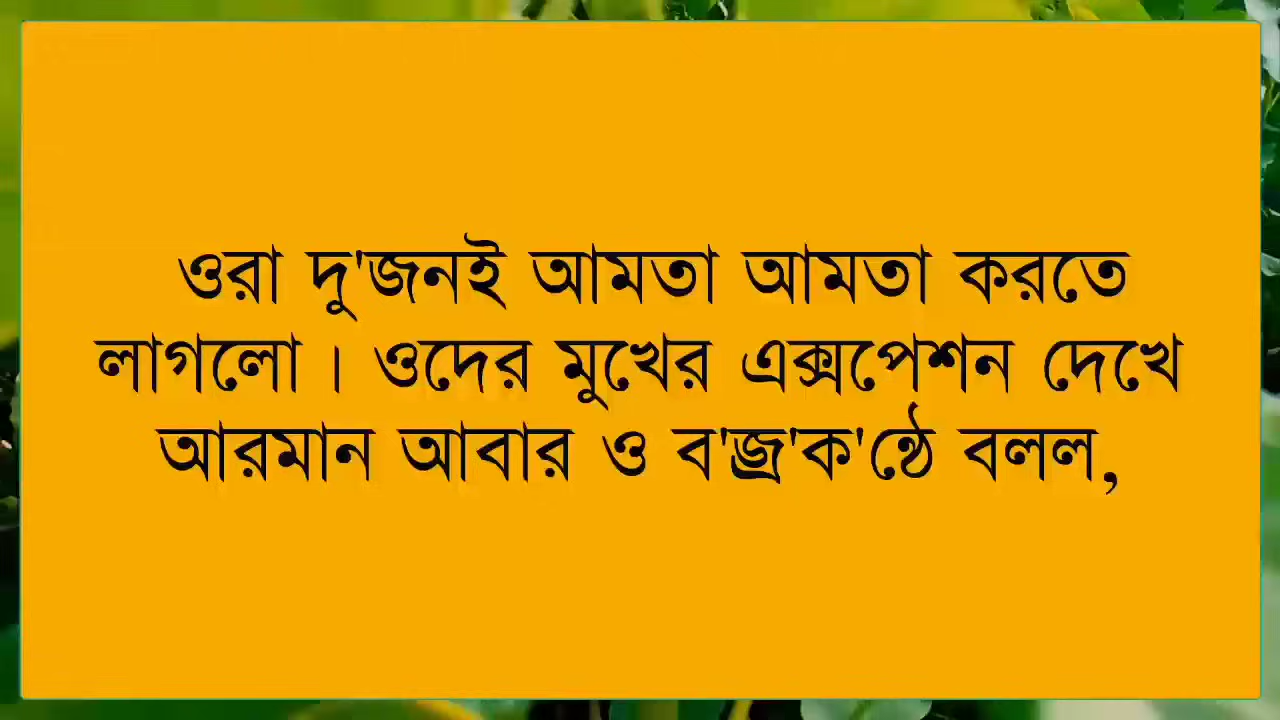 ওরা দু'জনই আমতা আমতা করতে
লাগলো। ওদের মুখের এক্সপেশন দেখে
আরমান আবার ও ব'জ্র'ক'ন্ঠে বলল,